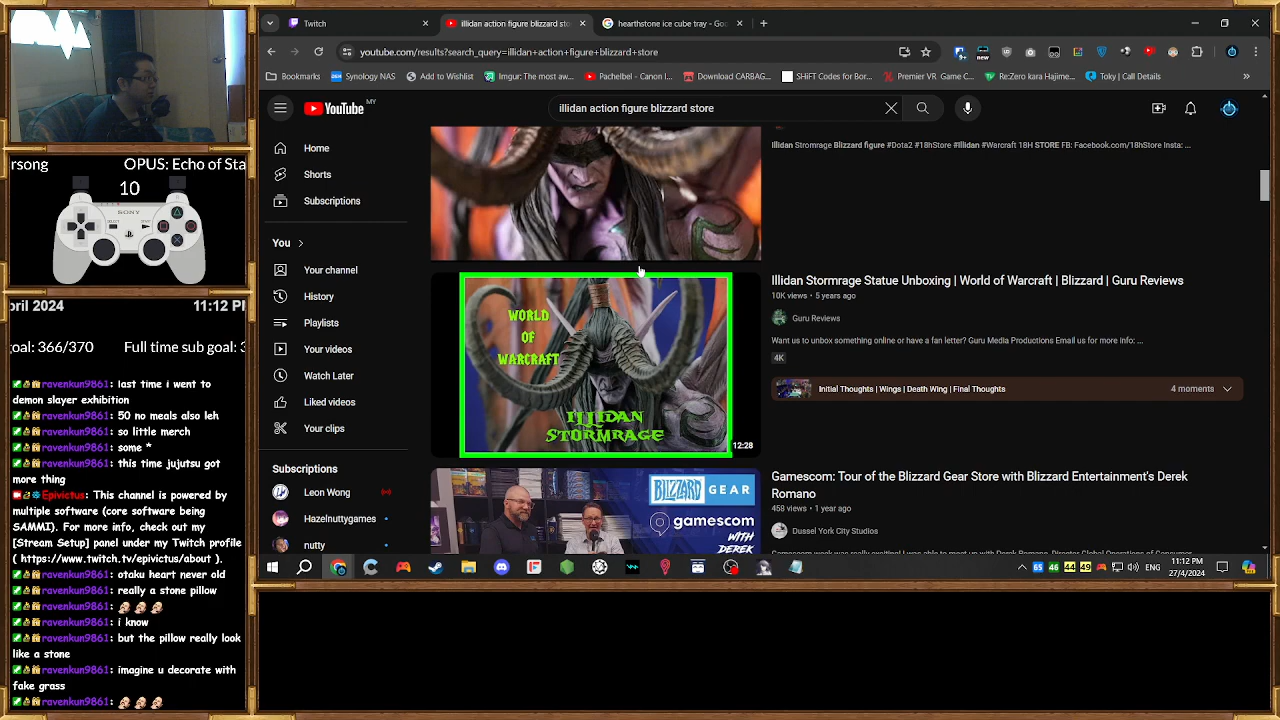 Twitch
illidan action figure blizzard sto
hearthstone ice cube tray - Go
youtube.com/results?search_query=illidan+action+figure+blizzard+store
new
Bookmarks
Synology NAS
Add to Wishlist
Imgur: The most aw...
Pachelbel - Canon I...
Download CARBAG...
SHiFT Codes for Bor...
Premier VR Game C...
Re:Zero kara Hajime...
Toky | Call Details
YouTube MY
illidan action figure blizzard store
Home
Shorts
Subscriptions
You
Your channel
History
Playlists
Your videos
Watch Later
Liked videos
Your clips
Subscriptions
Leon Wong
Hazelnuttygames
nutty
Illidan Stromrage Blizzard figure #Dota2 #18hStore #Illidan #Warcraft 18H STORE FB: Facebook.com/18hStore Insta: ...
WORLD
OF
WARCRAFT
ILLIDAN
STORMRAGE
12:28
Illidan Stormrage Statue Unboxing | World of Warcraft | Blizzard | Guru Reviews
10K views • 5 years ago
Guru Reviews
Want us to unbox something online or have a fan letter? Guru Media Productions Email us for more info: ...
4K
Initial Thoughts | Wings | Death Wing | Final Thoughts
4 moments
BLIZZARD GEAR
gamescom
WITH
DEREK
Gamescom: Tour of the Blizzard Gear Store with Blizzard Entertainment's Derek
Romano
458 views • 1 year ago
Dussel York City Studios
rsong
OPUS: Echo of Sta
10
SONY
SELECT
START
pril 2024
11:12 P
goal: 366/370
Full time sub goal: 3
ravenkun9861: last time i went to
demon slayer exhibition
ravenkun9861: 50 no meals also leh
ravenkun9861: so little merch
ravenkun9861: some *
ravenkun9861: this time jujutsu got
more thing
Epivictus: This channel is powered by
multiple software (core software being
SAMMI). For more info, check out my
[Stream Setup] panel under my Twitch profile
( https://www.twitch.tv/epivictus/about ).
ravenkun9861: otaku heart never old
ravenkun9861: really a stone pillow
ravenkun9861:
ravenkun9861: i know
ravenkun9861: but the pillow really look
like a stone
ravenkun9861: imagine u decorate with
fake grass
ravenkun9861:
65
46
44
49
ENG
11:12 PM
27/4/2024